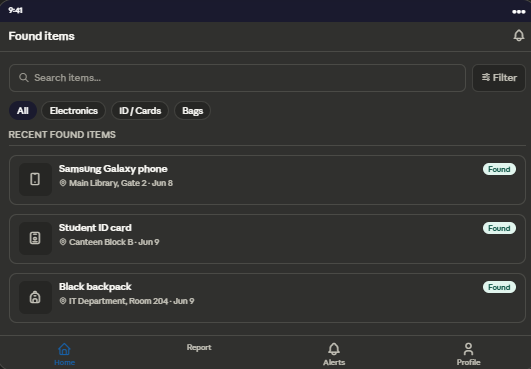 9:41
Found items
Search items...
Filter
All Electronics ID / Cards Bags
RECENT FOUND ITEMS
Samsung Galaxy phone Found
Main Library, Gate 2 · Jun 8
Student ID card Found
Canteen Block B · Jun 9
Black backpack Found
IT Department, Room 204 · Jun 9
Home Report Alerts Profile